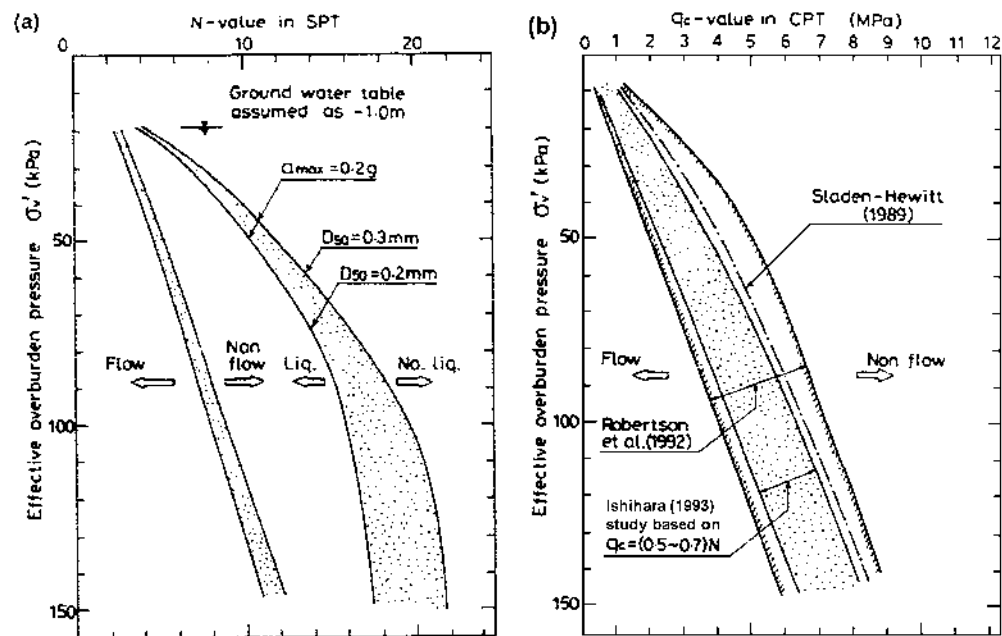 (a)
N-value in SPT
0
10
20
Ground water table
assumed as -1.0m
amax=0.2g
D50=0.3mm
D50=0.2mm
Flow
Non
flow
Liq.
No. liq.
50
100
150
Effective overburden pressure σv' (kPa)
(b)
qc-value in CPT (MPa)
0 1 2 3 4 5 6 7 8 9 10 11 12
Sladen-Hewitt
(1989)
Flow
Non flow
Robertson
et al.(1992)
Ishihara (1993)
study based on
qc=(0.5~0.7)N
50
100
150
Effective overburden pressure σv' (kPa)